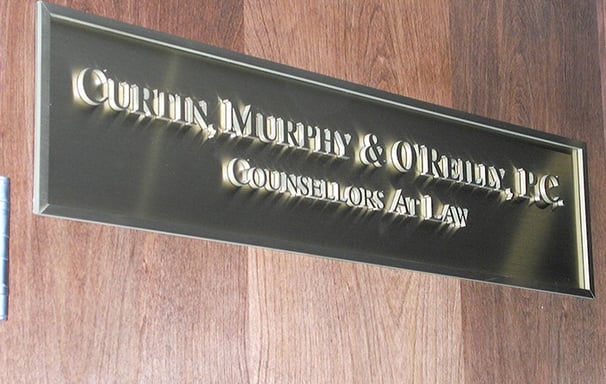 CURTIN, MURPHY & O'REILLY, P.C.
COUNSELLORS AT LAW